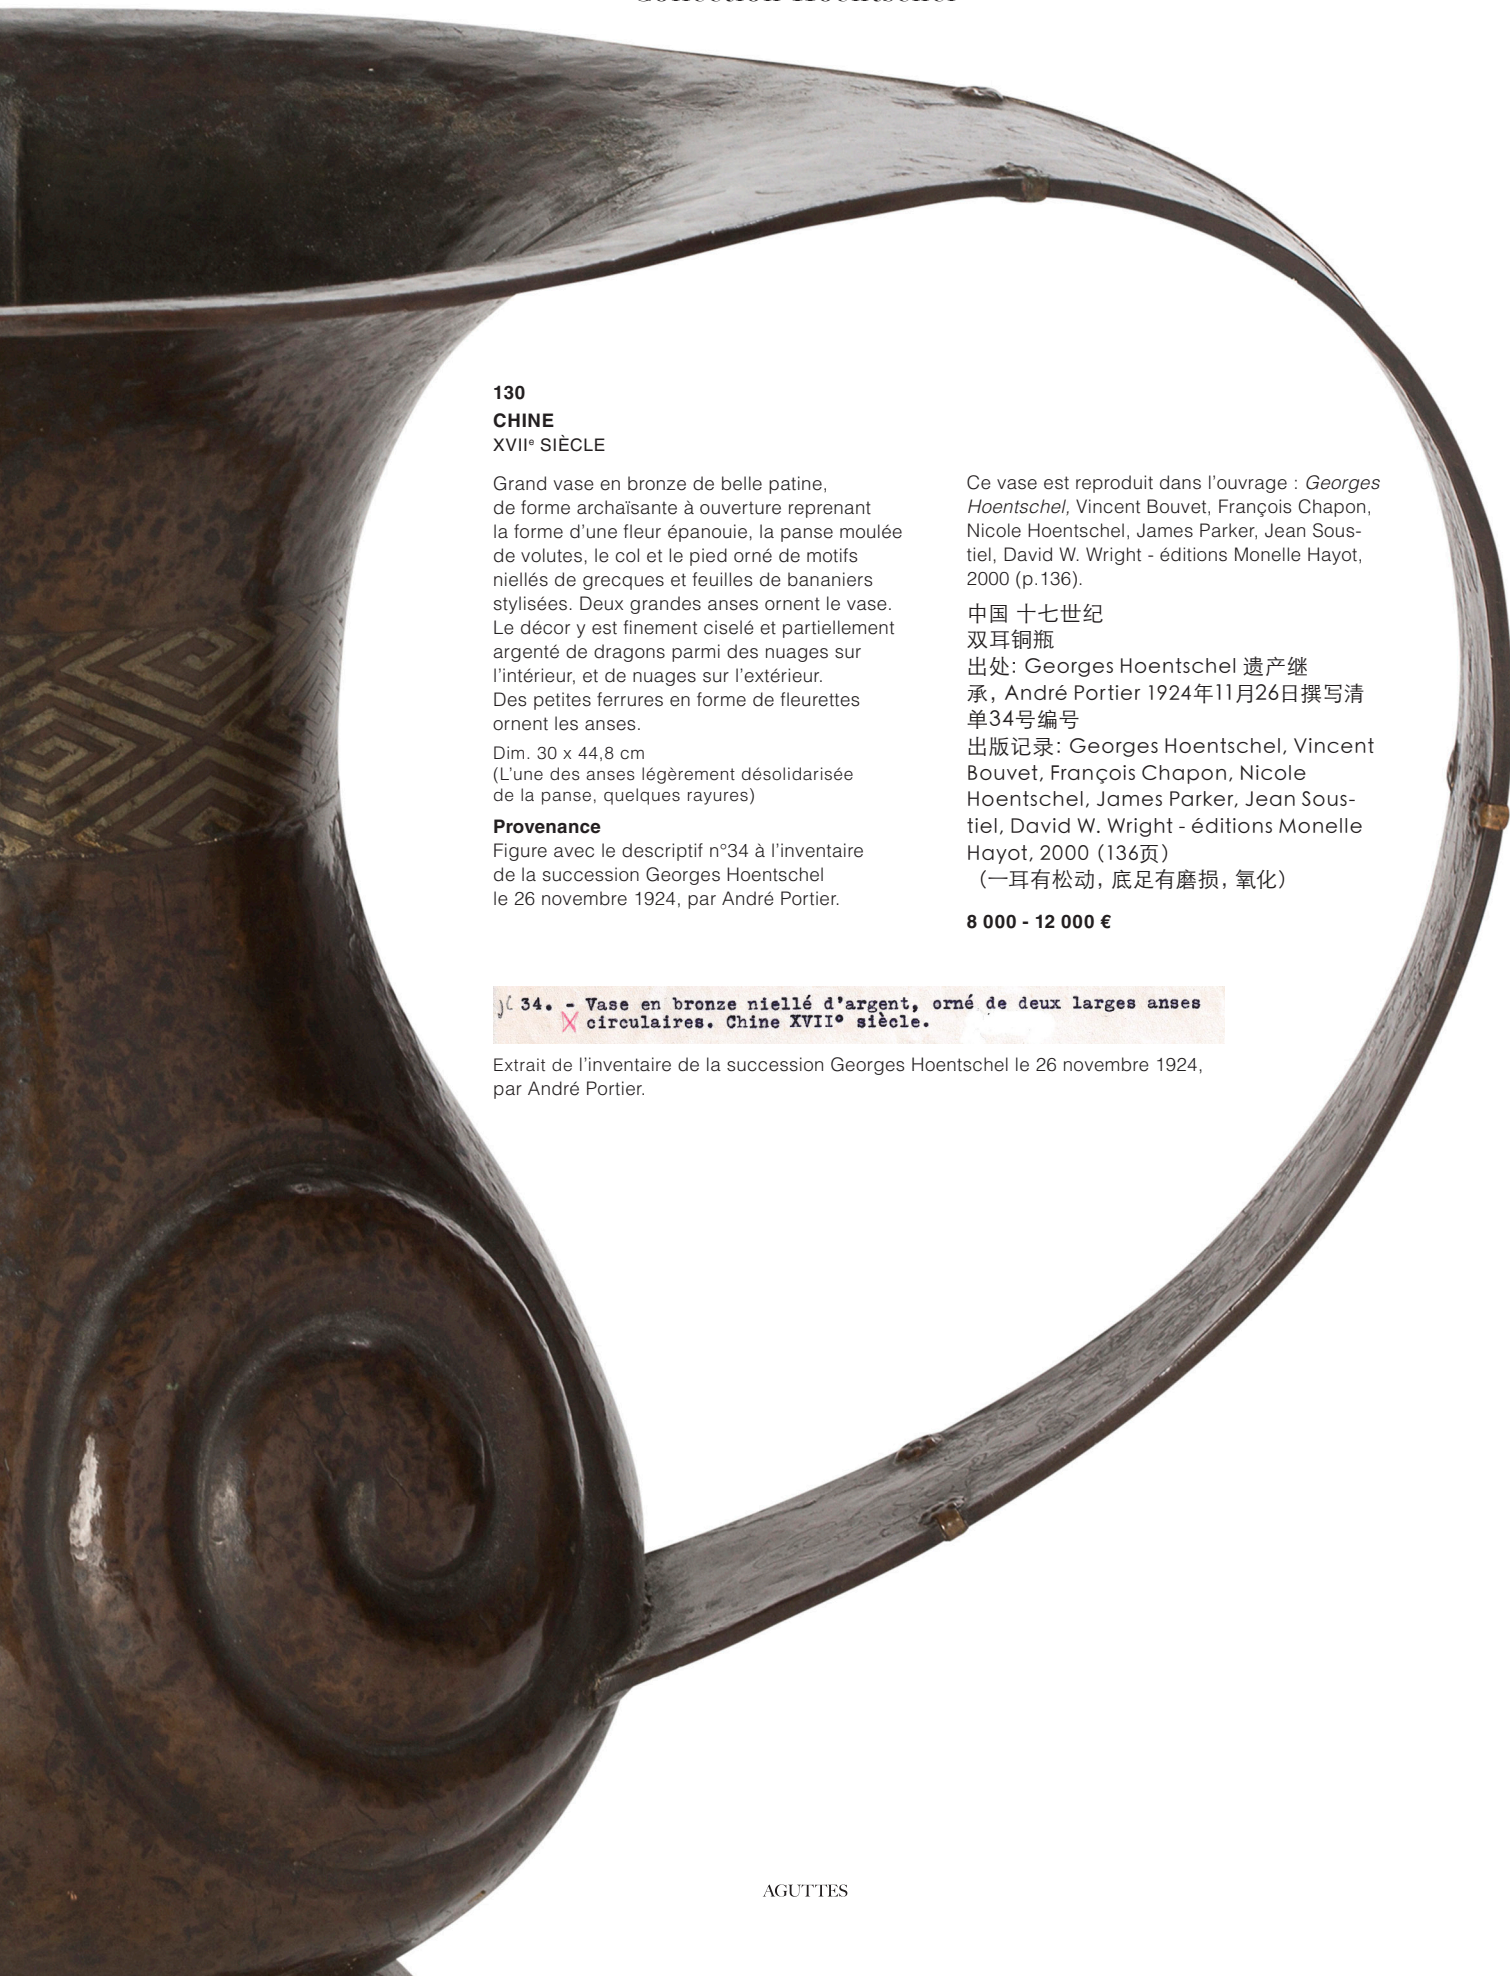 Collection Hoentschel
130
CHINE
XVIIᵉ SIÈCLE
Grand vase en bronze de belle patine,
de forme archaïsante à ouverture reprenant
la forme d'une fleur épanouie, la panse moulée
de volutes, le col et le pied orné de motifs
niellés de grecques et feuilles de bananiers
stylisées. Deux grandes anses ornent le vase.
Le décor y est finement ciselé et partiellement
argenté de dragons parmi des nuages sur
l'intérieur, et de nuages sur l'extérieur.
Des petites ferrures en forme de fleurettes
ornent les anses.
Dim. 30 x 44,8 cm
(L'une des anses légèrement désolidarisée
de la panse, quelques rayures)
Provenance
Figure avec le descriptif n°34 à l'inventaire
de la succession Georges Hoentschel
le 26 novembre 1924, par André Portier.
Ce vase est reproduit dans l'ouvrage : Georges
Hoentschel, Vincent Bouvet, François Chapon,
Nicole Hoentschel, James Parker, Jean Sous-
tiel, David W. Wright - éditions Monelle Hayot,
2000 (p.136).
中国 十七世纪
双耳铜瓶
出处: Georges Hoentschel 遗产继
承, André Portier 1924年11月26日撰写清
单34号编号
出版记录: Georges Hoentschel, Vincent
Bouvet, François Chapon, Nicole
Hoentschel, James Parker, Jean Sous-
tiel, David W. Wright - éditions Monelle
Hayot, 2000 (136页)
(一耳有松动, 底足有磨损, 氧化)
8 000 - 12 000 €
34. - Vase en bronze niellé d'argent, orné de deux larges anses
circulaires. Chine XVII° siècle.
Extrait de l'inventaire de la succession Georges Hoentschel le 26 novembre 1924,
par André Portier.
AGUTTES